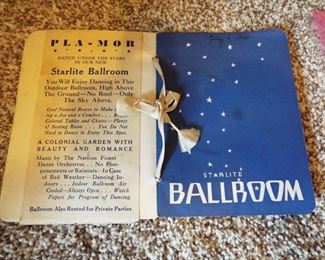 PLA-MOR
DANCE UNDER THE STARS
IN OUR NEW
Starlite Ballroom
You Will Enjoy Dancing in This
Outdoor Ballroom, High Above
The Ground—No Roof—Only
The Sky Above.
Cool Natural Breeze to Make
ing a Joy and a Comfort . . .
Colored Tables and Chairs—Plenty
of Seating Room . . . You Do Not
Need to Dance to Enjoy This Spot.
A COLONIAL GARDEN WITH
BEAUTY AND ROMANCE
Music by The Nations Finest
Dance Orchestras . . . No Post-
ponements or Rainouts—In Case
of Bad Weather—Dancing In-
doors . . . Indoor Ballroom Air
Cooled—Always Open. . . Watch
Papers for Program of Dancing.
Ballroom Also Rented for Private Parties
July
STARLITE
BALLROOM